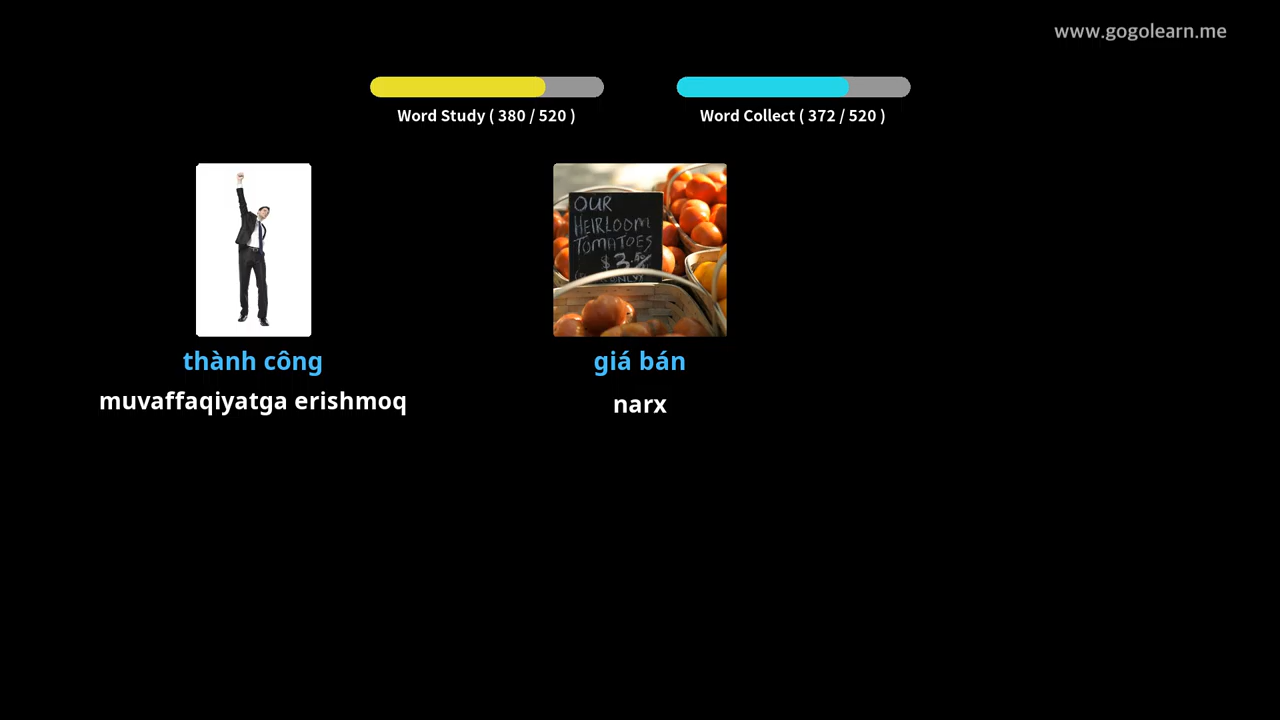 www.gogolearn.me
Word Study ( 380 / 520 )
Word Collect ( 372 / 520 )
OUR
HEIRLOOM
TOMATOES
thành công
giá bán
muvaffaqiyatga erishmoq
narx